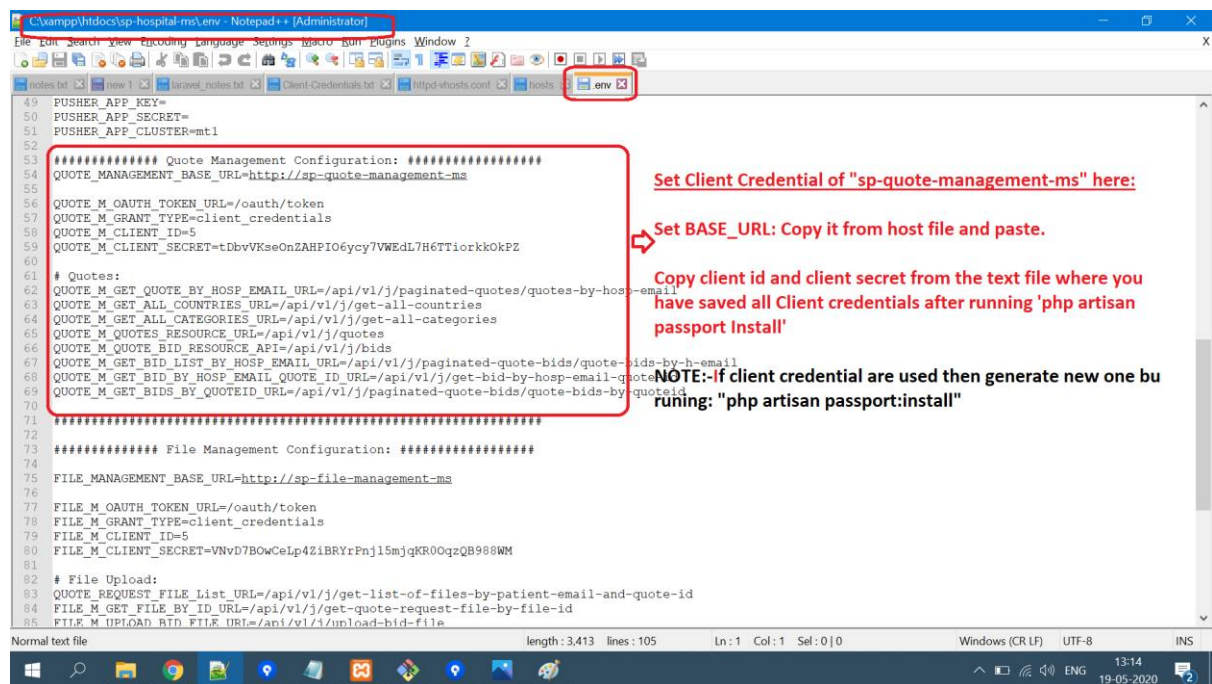 C:\xampp\htdocs\sp-hospital-ms\.env - Notepad++ [Administrator]
File Edit Search View Encoding Language Settings Macro Run Plugins Window ? X
notes.txt new 1 laravel_notes.txt Client-Credentials.txt httpd-vhosts.conf hosts .env
49 PUSHER_APP_KEY=
50 PUSHER_APP_SECRET=
51 PUSHER_APP_CLUSTER=mt1
52
53 ############## Quote Management Configuration: ##################
54 QUOTE_MANAGEMENT_BASE_URL=http://sp-quote-management-ms
55
56 QUOTE_M_OAUTH_TOKEN_URL=/oauth/token
57 QUOTE_M_GRANT_TYPE=client_credentials
58 QUOTE_M_CLIENT_ID=5
59 QUOTE_M_CLIENT_SECRET=tDbvVKseOnZAHPIO6ycy7VWEdL7H6TTiorkkOkPZ
60
61 # Quotes:
62 QUOTE_M_GET_QUOTE_BY_HOSP_EMAIL_URL=/api/v1/j/paginated-quotes/quotes-by-hosp-email
63 QUOTE_M_GET_ALL_COUNTRIES_URL=/api/v1/j/get-all-countries
64 QUOTE_M_GET_ALL_CATEGORIES_URL=/api/v1/j/get-all-categories
65 QUOTE_M_QUOTES_RESOURCE_URL=/api/v1/j/quotes
66 QUOTE_M_QUOTE_BID_RESOURCE_API=/api/v1/j/bids
67 QUOTE_M_GET_BID_LIST_BY_HOSP_EMAIL_URL=/api/v1/j/paginated-quote-bids/quote-bids-by-h-email
68 QUOTE_M_GET_BID_BY_HOSP_EMAIL_QUOTE_ID_URL=/api/v1/j/get-bid-by-hosp-email-quoteid
69 QUOTE_M_GET_BIDS_BY_QUOTEID_URL=/api/v1/j/paginated-quote-bids/quote-bids-by-quoteid
70
71 ################################################################
72
73 ############## File Management Configuration: ##################
74
75 FILE_MANAGEMENT_BASE_URL=http://sp-file-management-ms
76
77 FILE_M_OAUTH_TOKEN_URL=/oauth/token
78 FILE_M_GRANT_TYPE=client_credentials
79 FILE_M_CLIENT_ID=5
80 FILE_M_CLIENT_SECRET=VNvD7BOwCeLp4ZiBRYrPnjl5mjqKR0OqzQB988WM
81
82 # File Upload:
83 QUOTE_REQUEST_FILE_List_URL=/api/v1/j/get-list-of-files-by-patient-email-and-quote-id
84 FILE_M_GET_FILE_BY_ID_URL=/api/v1/j/get-quote-request-file-by-file-id
85 FILE_M_UPLOAD_BID_FILE_URL=/api/v1/j/upload-bid-file
Set Client Credential of "sp-quote-management-ms" here:
Set BASE_URL: Copy it from host file and paste.
Copy client id and client secret from the text file where you
have saved all Client credentials after running 'php artisan
passport Install'
NOTE:-If client credential are used then generate new one bu
runing: "php artisan passport:install"
Normal text file length : 3,413 lines : 105 Ln : 1 Col : 1 Sel : 0 | 0 Windows (CR LF) UTF-8 INS
ENG 13:14
19-05-2020 2